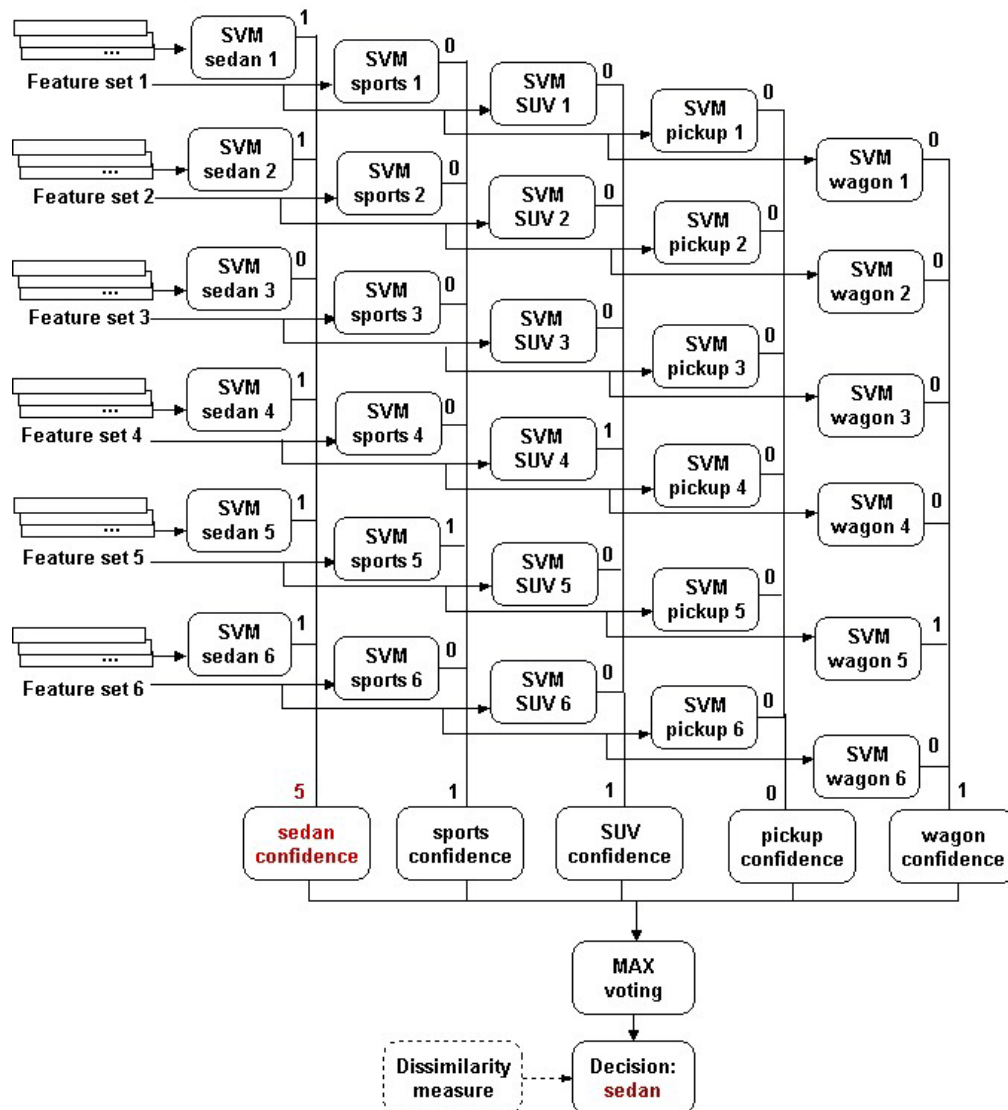 1
SVM
sedan 1
0
SVM
sports 1
0
SVM
SUV 1
0
SVM
pickup 1
0
SVM
wagon 1
...
Feature set 1
1
SVM
sedan 2
0
SVM
sports 2
0
SVM
SUV 2
0
SVM
pickup 2
0
SVM
wagon 2
...
Feature set 2
0
SVM
sedan 3
0
SVM
sports 3
0
SVM
SUV 3
0
SVM
pickup 3
0
SVM
wagon 3
...
Feature set 3
1
SVM
sedan 4
0
SVM
sports 4
1
SVM
SUV 4
0
SVM
pickup 4
0
SVM
wagon 4
...
Feature set 4
1
SVM
sedan 5
1
SVM
sports 5
0
SVM
SUV 5
0
SVM
pickup 5
1
SVM
wagon 5
...
Feature set 5
1
SVM
sedan 6
0
SVM
sports 6
0
SVM
SUV 6
0
SVM
pickup 6
0
SVM
wagon 6
...
Feature set 6
5
sedan
confidence
1
sports
confidence
1
SUV
confidence
0
pickup
confidence
1
wagon
confidence
MAX
voting
Dissimilarity
measure
Decision:
sedan